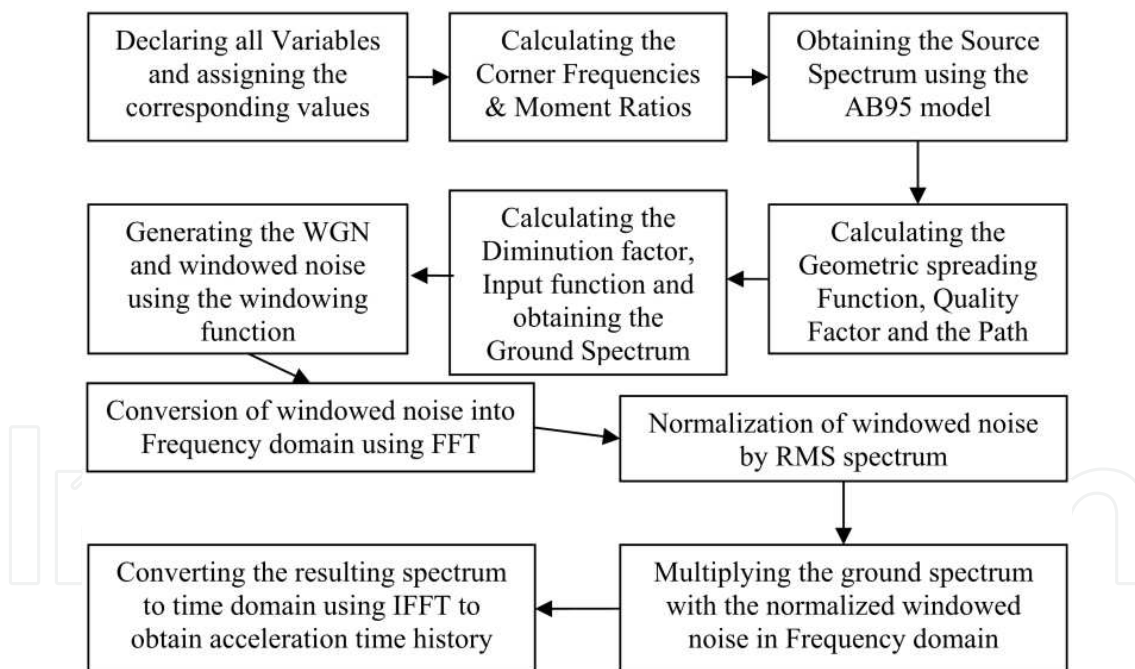 Declaring all Variables
and assigning the
corresponding values
Calculating the
Corner Frequencies
& Moment Ratios
Obtaining the Source
Spectrum using the
AB95 model
Calculating the
Geometric spreading
Function, Quality
Factor and the Path
Calculating the
Diminution factor,
Input function and
obtaining the
Ground Spectrum
Generating the WGN
and windowed noise
using the windowing
function
Conversion of windowed noise into
Frequency domain using FFT
Normalization of windowed noise
by RMS spectrum
Multiplying the ground spectrum
with the normalized windowed
noise in Frequency domain
Converting the resulting spectrum
to time domain using IFFT to
obtain acceleration time history